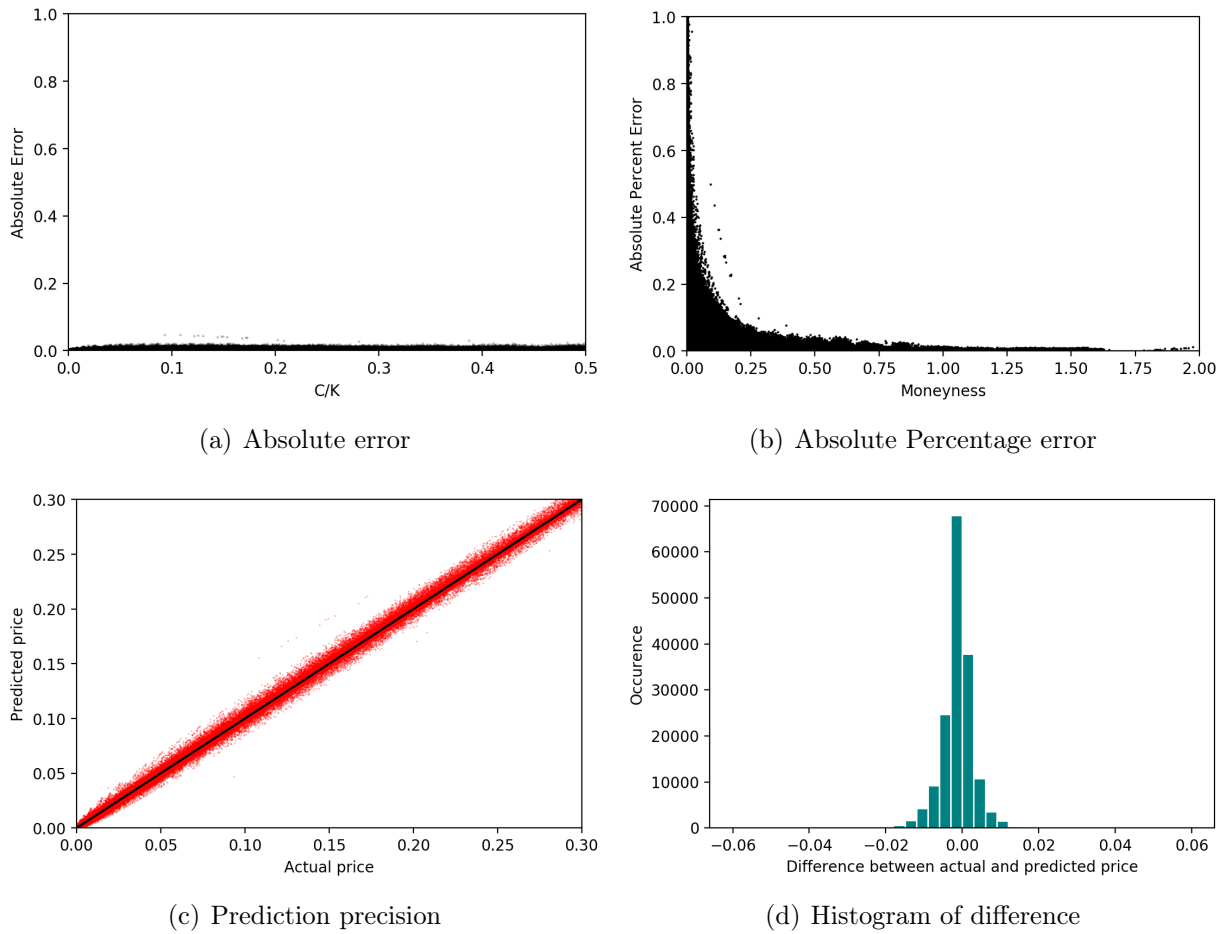 1.0
0.8
0.6
0.4
0.2
0.0
Absolute Error
0.0 0.1 0.2 0.3 0.4 0.5
C/K
(a) Absolute error
1.0
0.8
0.6
0.4
0.2
0.0
Absolute Percent Error
0.00 0.25 0.50 0.75 1.00 1.25 1.50 1.75 2.00
Moneyness
(b) Absolute Percentage error
0.30
0.25
0.20
0.15
0.10
0.05
0.00
Predicted price
0.00 0.05 0.10 0.15 0.20 0.25 0.30
Actual price
(c) Prediction precision
70000
60000
50000
40000
30000
20000
10000
0
Occurence
−0.06 −0.04 −0.02 0.00 0.02 0.04 0.06
Difference between actual and predicted price
(d) Histogram of difference